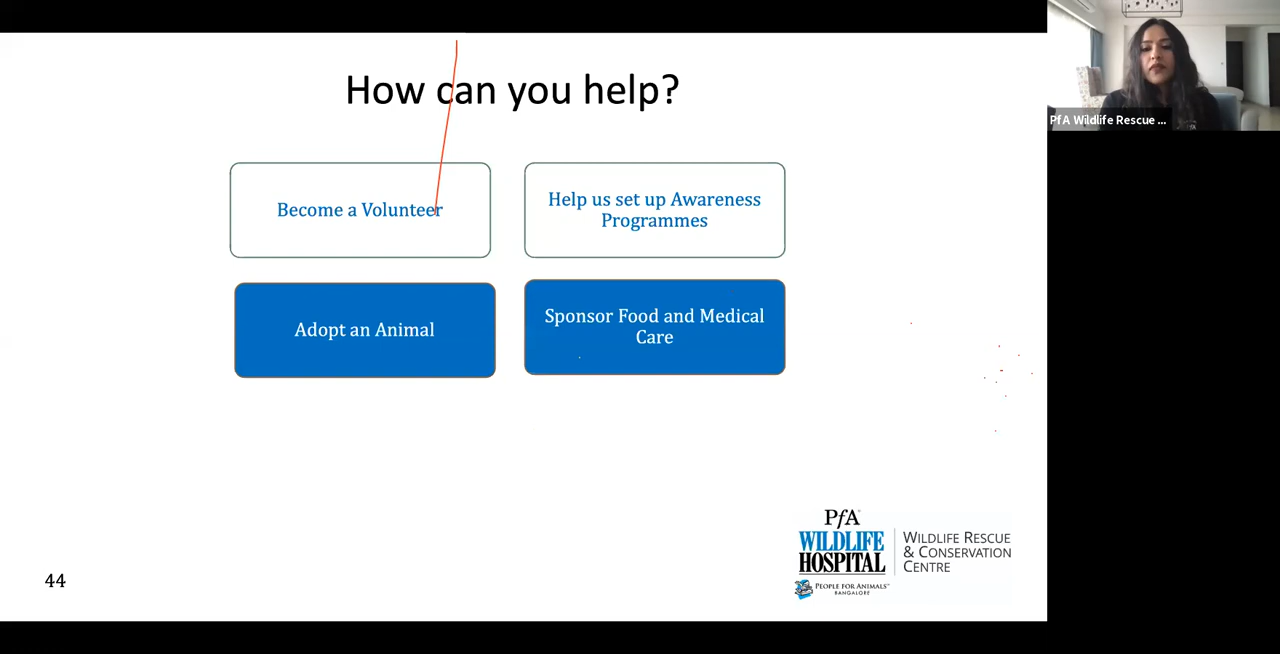 How can you help?
PfA Wildlife Rescue ...
Become a Volunteer
Help us set up Awareness
Programmes
Adopt an Animal
Sponsor Food and Medical
Care
PfA
WILDLIFE
HOSPITAL
PEOPLE FOR ANIMALS™
BANGALORE
WILDLIFE RESCUE
& CONSERVATION
CENTRE
44